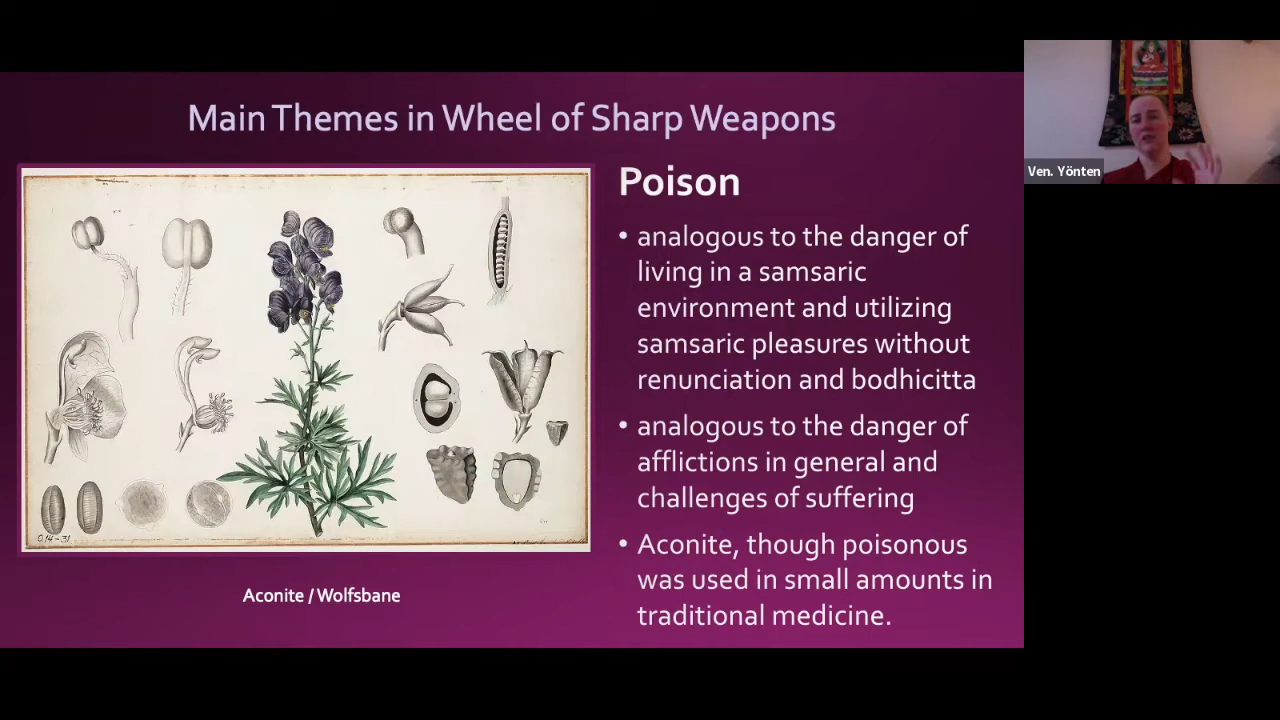 Main Themes in Wheel of Sharp Weapons
Poison
• analogous to the danger of
living in a samsaric
environment and utilizing
samsaric pleasures without
renunciation and bodhicitta
• analogous to the danger of
afflictions in general and
challenges of suffering
• Aconite, though poisonous
was used in small amounts in
traditional medicine.
Aconite / Wolfsbane
Ven. Yönten